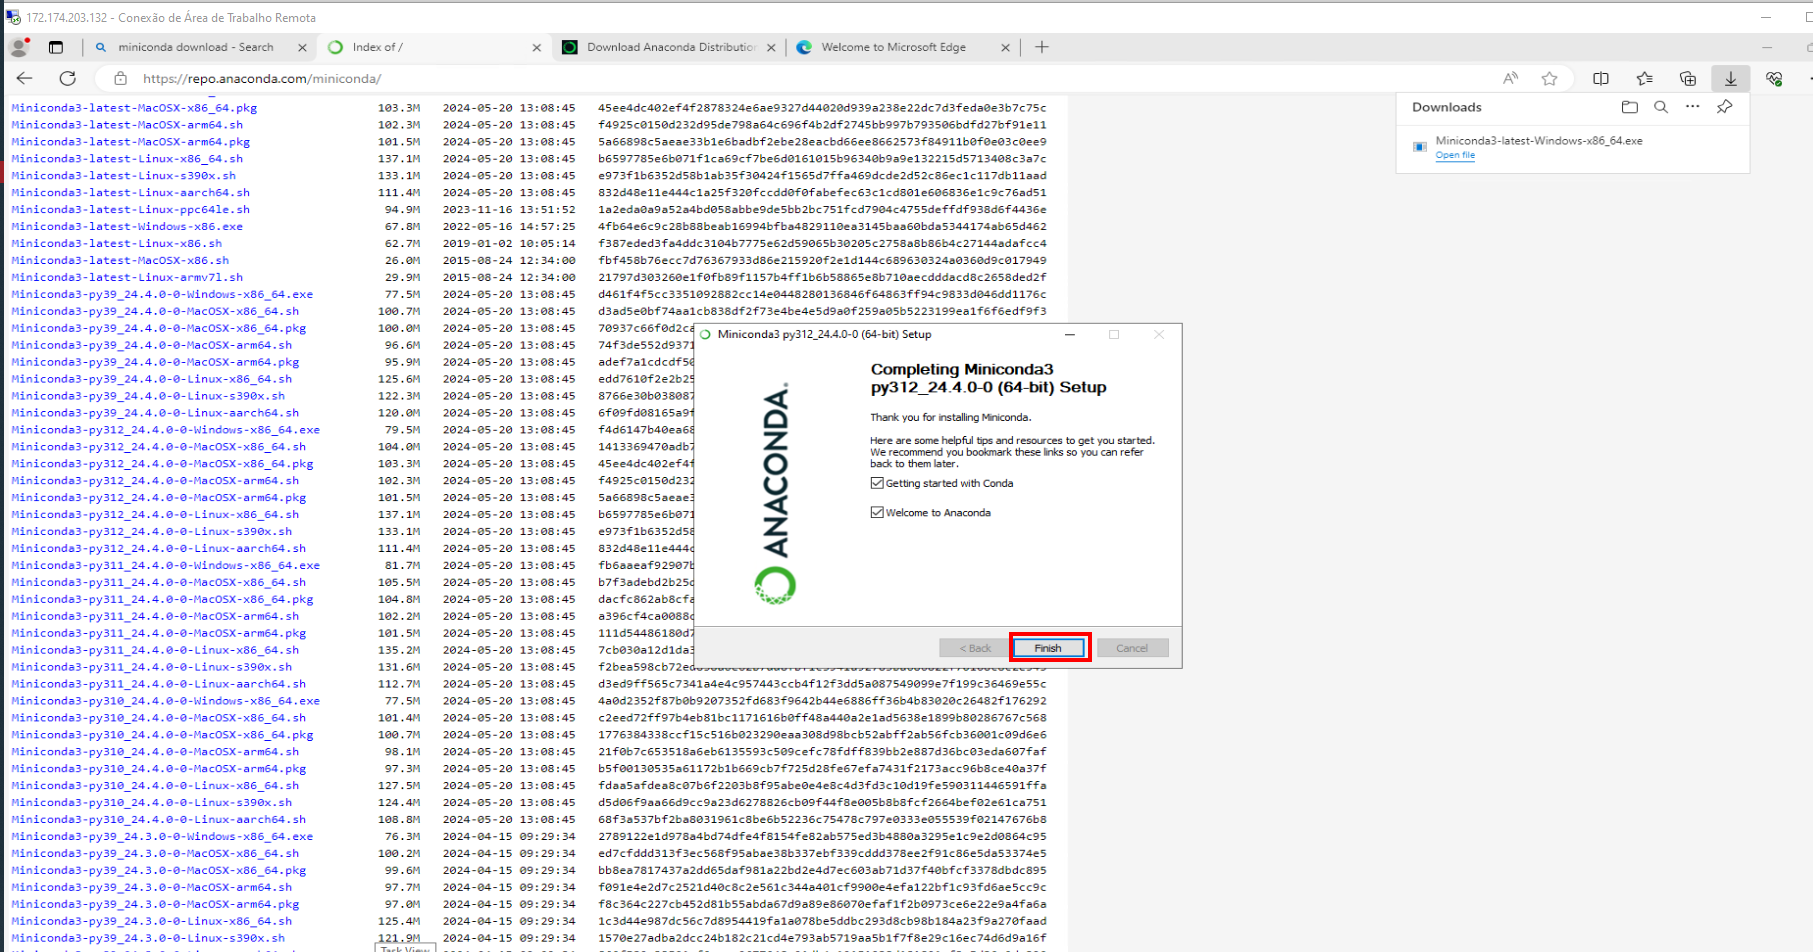 172.174.203.132 - Conexão de Área de Trabalho Remota
miniconda download - Search
Index of /
Download Anaconda Distribution
Welcome to Microsoft Edge
https://repo.anaconda.com/miniconda/
Miniconda3-latest-MacOSX-x86_64.pkg 103.3M 2024-05-20 13:08:45 45ee4dc402ef4f2878324e6ae9327d44020d939a238e22dc7d3feda0e3b7c75c
Miniconda3-latest-MacOSX-arm64.sh 102.3M 2024-05-20 13:08:45 f4925c0150d232d95de798a64c696f4b2df2745bb997b793506bdfd27bf91e11
Miniconda3-latest-MacOSX-arm64.pkg 101.5M 2024-05-20 13:08:45 5a66898c5aeae33b1e6badbf2ebe28eacbd66ee8662573f84911b0f0e03c0ee9
Miniconda3-latest-Linux-x86_64.sh 137.1M 2024-05-20 13:08:45 b6597785e6b071f1ca69cf7be6d0161015b96340b9a9e132215d5713408c3a7c
Miniconda3-latest-Linux-s390x.sh 133.1M 2024-05-20 13:08:45 e973f1b6352d58b1ab35f30424f1565d7ffa469dcde2d52c86ec1c117db11aad
Miniconda3-latest-Linux-aarch64.sh 111.4M 2024-05-20 13:08:45 832d48e11e444c1a25f320fccdd0f0fabefec63c1cd801e606836e1c9c76ad51
Miniconda3-latest-Linux-ppc64le.sh 94.9M 2023-11-16 13:51:52 1a2eda0a9a52a4bd058abbe9de5bb2bc751fcd7904c4755deffdf938d6f4436e
Miniconda3-latest-Windows-x86.exe 67.8M 2022-05-16 14:57:25 4fb64e6c9c28b88beab16994bfba4829110ea3145baa60bda5344174ab65d462
Miniconda3-latest-Linux-x86.sh 62.7M 2019-01-02 10:05:14 f387eded3fa4ddc3104b7775e62d59065b30205c2758a8b86b4c27144adafcc4
Miniconda3-latest-MacOSX-x86.sh 26.0M 2015-08-24 12:34:00 fbf458b76ecc7d76367933d86e215920f2e1d144c689630324a0360d9c017949
Miniconda3-latest-Linux-armv7l.sh 29.9M 2015-08-24 12:34:00 21797d303260e1f0fb89f1157b4ff1b6b58865e8b710aecdddacd8c2658ded2f
Miniconda3-py39_24.4.0-0-Windows-x86_64.exe 77.5M 2024-05-20 13:08:45 d461f4f5cc3351092882cc14e0448280136846f64863ff94c9833d046dd1176c
Miniconda3-py39_24.4.0-0-MacOSX-x86_64.sh 100.7M 2024-05-20 13:08:45 d3ad5e0bf74aa1cb838df2f73e4be4e5d9a0f259a05b5223199ea1f6f6edf9f3
Miniconda3-py39_24.4.0-0-MacOSX-x86_64.pkg 100.0M 2024-05-20 13:08:45 70937c66f0d2ca
Miniconda3-py39_24.4.0-0-MacOSX-arm64.sh 96.6M 2024-05-20 13:08:45 74f3de552d9371
Miniconda3-py39_24.4.0-0-MacOSX-arm64.pkg 95.9M 2024-05-20 13:08:45 adef7a1cdcdf50
Miniconda3-py39_24.4.0-0-Linux-x86_64.sh 125.6M 2024-05-20 13:08:45 edd7610f2e2b25
Miniconda3-py39_24.4.0-0-Linux-s390x.sh 122.3M 2024-05-20 13:08:45 8766e30b038087
Miniconda3-py39_24.4.0-0-Linux-aarch64.sh 120.0M 2024-05-20 13:08:45 6f09fd08165a9f
Miniconda3-py312_24.4.0-0-Windows-x86_64.exe 79.5M 2024-05-20 13:08:45 f4d6147b40ea68
Miniconda3-py312_24.4.0-0-MacOSX-x86_64.sh 104.0M 2024-05-20 13:08:45 1413369470adb7
Miniconda3-py312_24.4.0-0-MacOSX-x86_64.pkg 103.3M 2024-05-20 13:08:45 45ee4dc402ef4f
Miniconda3-py312_24.4.0-0-MacOSX-arm64.sh 102.3M 2024-05-20 13:08:45 f4925c0150d232
Miniconda3-py312_24.4.0-0-MacOSX-arm64.pkg 101.5M 2024-05-20 13:08:45 5a66898c5aeae3
Miniconda3-py312_24.4.0-0-Linux-x86_64.sh 137.1M 2024-05-20 13:08:45 b6597785e6b071
Miniconda3-py312_24.4.0-0-Linux-s390x.sh 133.1M 2024-05-20 13:08:45 e973f1b6352d58
Miniconda3-py312_24.4.0-0-Linux-aarch64.sh 111.4M 2024-05-20 13:08:45 832d48e11e444c
Miniconda3-py311_24.4.0-0-Windows-x86_64.exe 81.7M 2024-05-20 13:08:45 fb6aaeaf92907b
Miniconda3-py311_24.4.0-0-MacOSX-x86_64.sh 105.5M 2024-05-20 13:08:45 b7f3adebd2b25c
Miniconda3-py311_24.4.0-0-MacOSX-x86_64.pkg 104.8M 2024-05-20 13:08:45 dacfc862ab8cfa
Miniconda3-py311_24.4.0-0-MacOSX-arm64.sh 102.2M 2024-05-20 13:08:45 a396cf4ca0088c
Miniconda3-py311_24.4.0-0-MacOSX-arm64.pkg 101.5M 2024-05-20 13:08:45 111d54486180d7
Miniconda3-py311_24.4.0-0-Linux-x86_64.sh 135.2M 2024-05-20 13:08:45 7cb030a12d1da3
Miniconda3-py311_24.4.0-0-Linux-s390x.sh 131.6M 2024-05-20 13:08:45
Miniconda3-py311_24.4.0-0-Linux-aarch64.sh 112.7M 2024-05-20 13:08:45 d3ed9ff565c7341a4e4c957443ccb4f12f3dd5a087549099e7f199c36469e55c
Miniconda3-py310_24.4.0-0-Windows-x86_64.exe 77.5M 2024-05-20 13:08:45 4a0d2352f87b0b9207352fd683f9642b44e6886ff36b4b83020c26482f176292
Miniconda3-py310_24.4.0-0-MacOSX-x86_64.sh 101.4M 2024-05-20 13:08:45 c2eed72ff97b4eb81bc1171616b0ff48a440a2e1ad5638e1899b80286767c568
Miniconda3-py310_24.4.0-0-MacOSX-x86_64.pkg 100.7M 2024-05-20 13:08:45 1776384338ccf15c516b023290eaa308d98bcb52abff2ab56fcb36001c09d6e6
Miniconda3-py310_24.4.0-0-MacOSX-arm64.sh 98.1M 2024-05-20 13:08:45 21f0b7c653518a6eb6135593c509cefc78fdff839bb2e887d36bc03eda607faf
Miniconda3-py310_24.4.0-0-MacOSX-arm64.pkg 97.3M 2024-05-20 13:08:45 b5f00130535a61172b1b669cb7f725d28fe67efa7431f2173acc96b8ce40a37f
Miniconda3-py310_24.4.0-0-Linux-x86_64.sh 127.5M 2024-05-20 13:08:45 fdaa5afdea8c07b6f2203b8f95abe0e4e8c4d3fd3c10d19fe590311446591ffa
Miniconda3-py310_24.4.0-0-Linux-s390x.sh 124.4M 2024-05-20 13:08:45 d5d06f9aa66d9cc9a23d6278826cb09f44f8e005b8b8fcf2664bef02e61ca751
Miniconda3-py310_24.4.0-0-Linux-aarch64.sh 108.8M 2024-05-20 13:08:45 68f3a537bf2ba8031961c8be6b52236c75478c797e0333e055539f02147676b8
Miniconda3-py39_24.3.0-0-Windows-x86_64.exe 76.3M 2024-04-15 09:29:34 2789122e1d978a4bd74dfe4f8154fe82ab575ed3b4880a3295e1c9e2d0864c95
Miniconda3-py39_24.3.0-0-MacOSX-x86_64.sh 100.2M 2024-04-15 09:29:34 ed7cfddd313f3ec568f95abae38b337ebf339cddd378ee2f91c86e5da53374e5
Miniconda3-py39_24.3.0-0-MacOSX-x86_64.pkg 99.6M 2024-04-15 09:29:34 bb8ea7817437a2dd65daf981a22bd2e4d7ec603ab71d37f40bfcf3378dbdc895
Miniconda3-py39_24.3.0-0-MacOSX-arm64.sh 97.7M 2024-04-15 09:29:34 f091e4e2d7c2521d40c8c2e561c344a401cf9900e4efa122bf1c93fd6ae5cc9c
Miniconda3-py39_24.3.0-0-MacOSX-arm64.pkg 97.0M 2024-04-15 09:29:34 f8c364c227cb452d81b55abda67d9a89e86070efaf1f2b0973ce6e22e9a4fa6a
Miniconda3-py39_24.3.0-0-Linux-x86_64.sh 125.4M 2024-04-15 09:29:34 1c3d44e987dc56c7d8954419fa1a078be5ddbc293d8cb98b184a23f9a270faad
Miniconda3-py39_24.3.0-0-Linux-s390x.sh 121.9M 2024-04-15 09:29:34 1570e27adba2dcc24b182c21cd4e793ab5719aa5b1f7f8e29c16ec74d6d9a16f
Task View
Downloads
Miniconda3-latest-Windows-x86_64.exe
Open file
Miniconda3 py312_24.4.0-0 (64-bit) Setup
ANACONDA.
Completing Miniconda3
py312_24.4.0-0 (64-bit) Setup
Thank you for installing Miniconda.
Here are some helpful tips and resources to get you started.
We recommend you bookmark these links so you can refer
back to them later.
Getting started with Conda
Welcome to Anaconda
< Back
Finish
Cancel